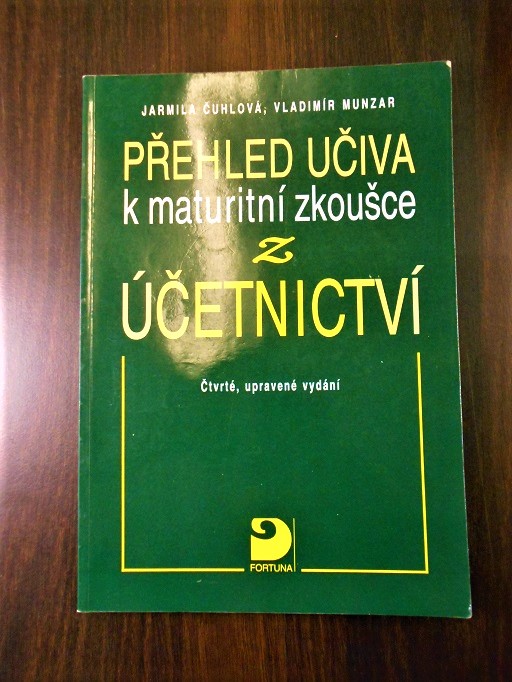 JARMILA ČUHLOVÁ, VLADIMÍR MUNZAR
PŘEHLED UČIVA
k maturitní zkoušce
z
ÚČETNICTVÍ
Čtvrté, upravené vydání
FORTUNA